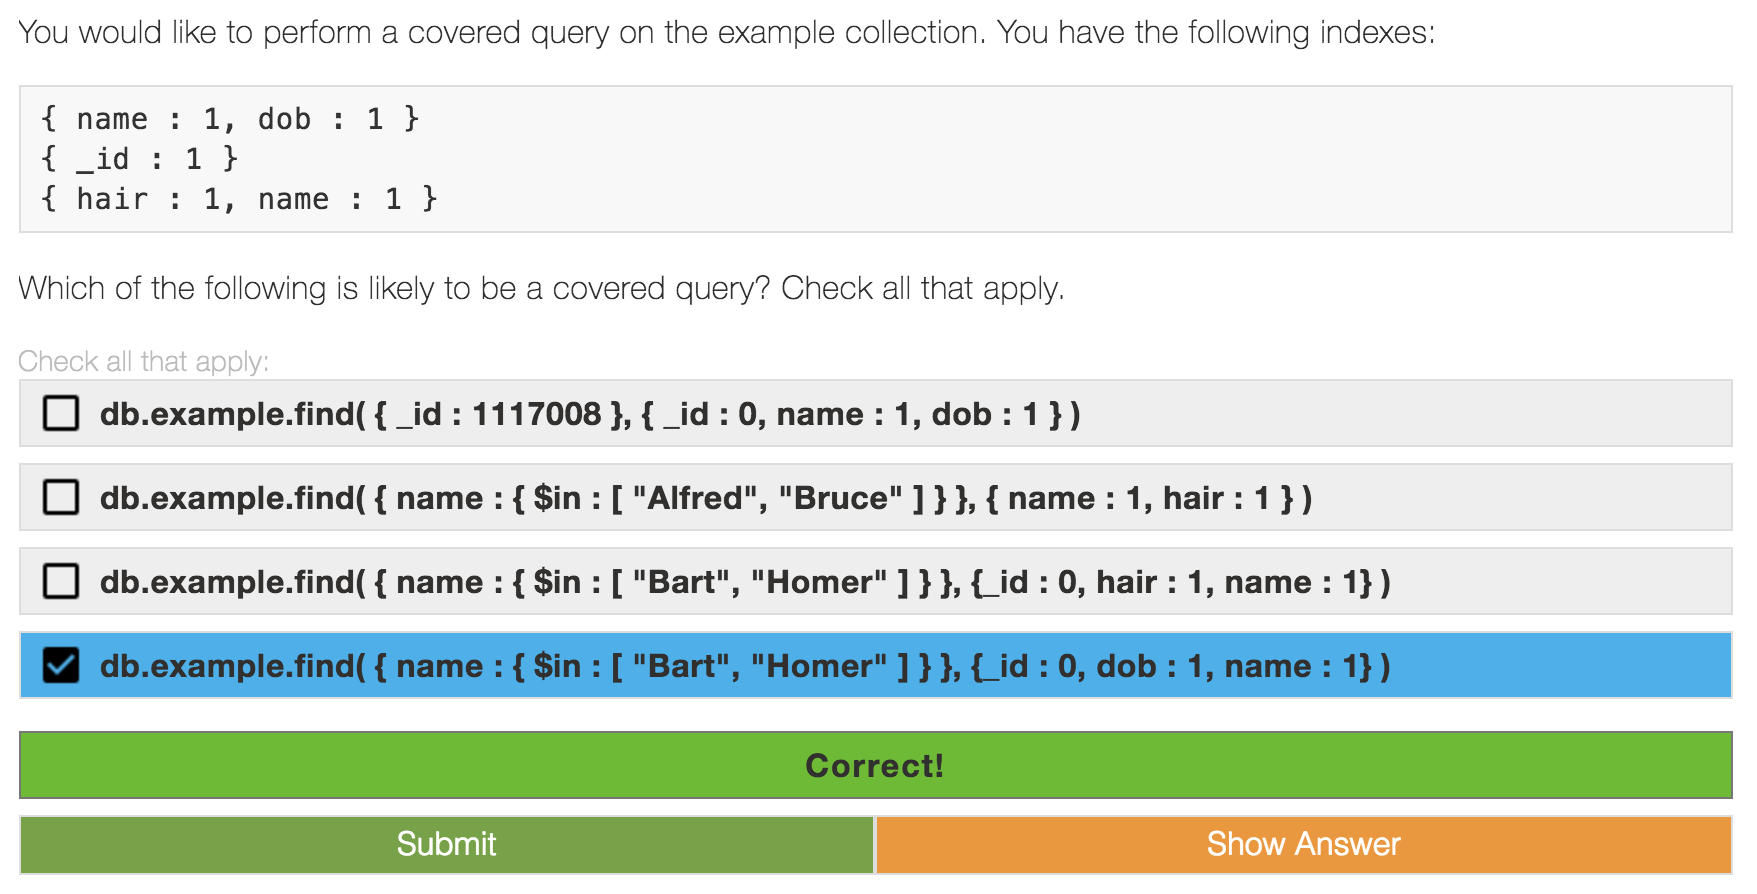 You would like to perform a covered query on the example collection. You have the following indexes:
{ name : 1, dob : 1 }
{ _id : 1 }
{ hair : 1, name : 1 }
Which of the following is likely to be a covered query? Check all that apply.
Check all that apply:
db.example.find( { _id : 1117008 }, { _id : 0, name : 1, dob : 1 } )
db.example.find( { name : { $in : [ "Alfred", "Bruce" ] } }, { name : 1, hair : 1 } )
db.example.find( { name : { $in : [ "Bart", "Homer" ] } }, {_id : 0, hair : 1, name : 1} )
db.example.find( { name : { $in : [ "Bart", "Homer" ] } }, {_id : 0, dob : 1, name : 1} )
Correct!
Submit
Show Answer